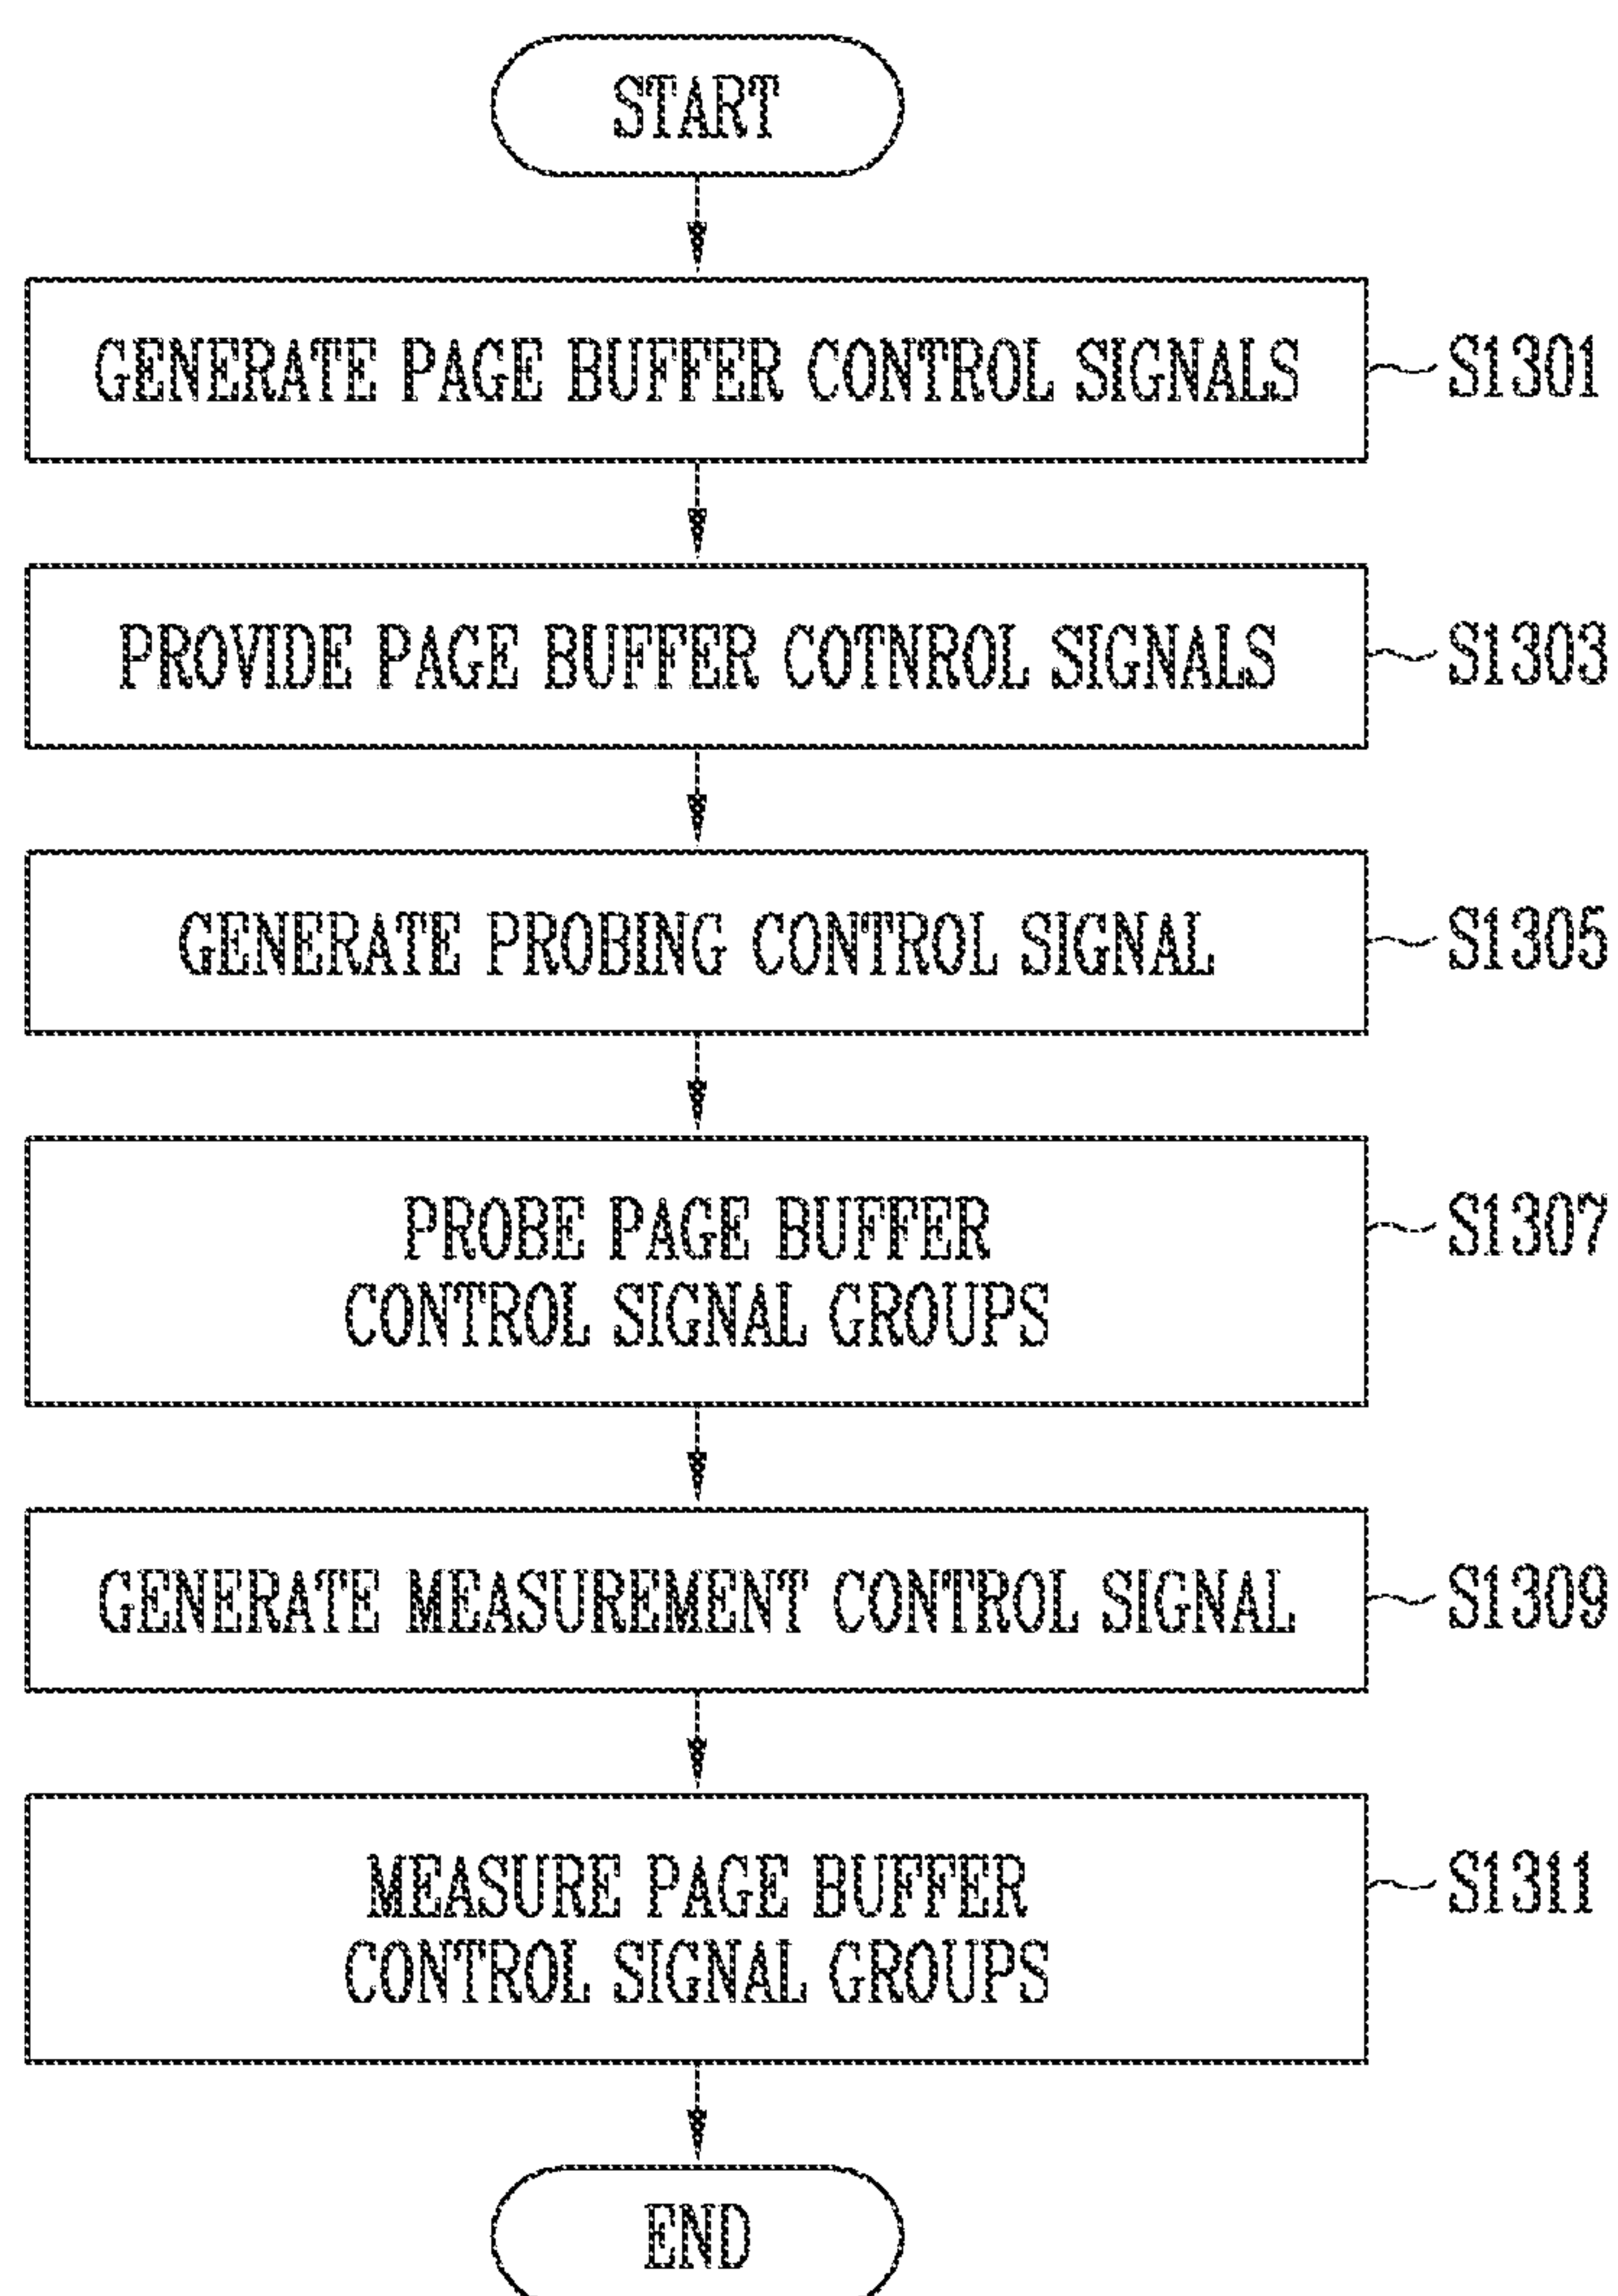 START
GENERATE PAGE BUFFER CONTROL SIGNALS
S1301
PROVIDE PAGE BUFFER COTNROL SIGNALS
S1303
GENERATE PROBING CONTROL SIGNAL
S1305
PROBE PAGE BUFFER
CONTROL SIGNAL GROUPS
S1307
GENERATE MEASUREMENT CONTROL SIGNAL
S1309
MEASURE PAGE BUFFER
CONTROL SIGNAL GROUPS
S1311
END